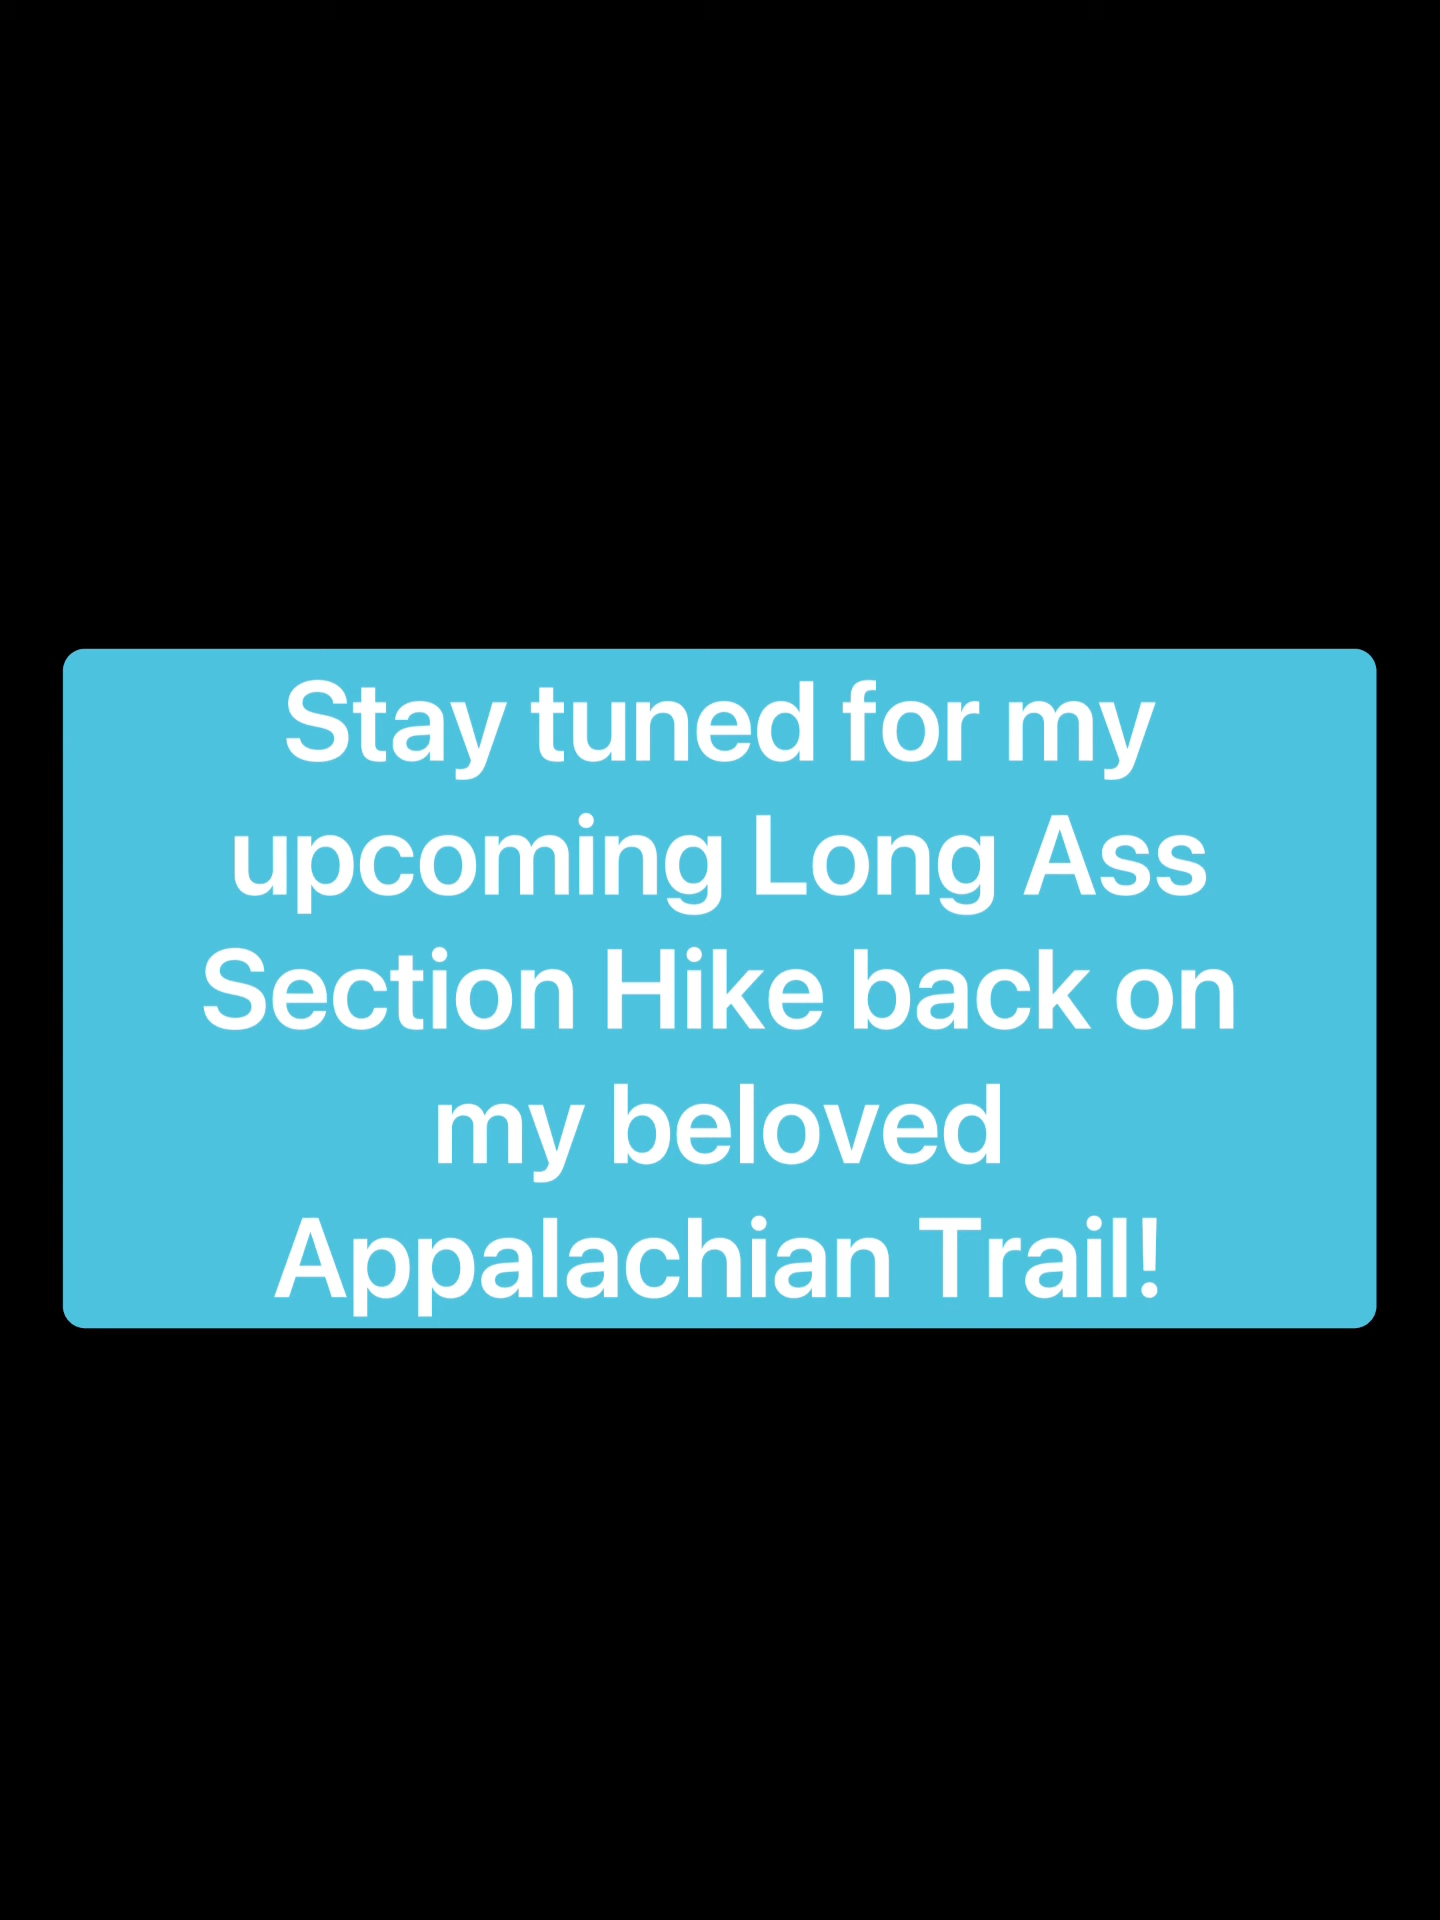 Stay tuned for my
upcoming Long Ass
Section Hike back on
my beloved
Appalachian Trail!